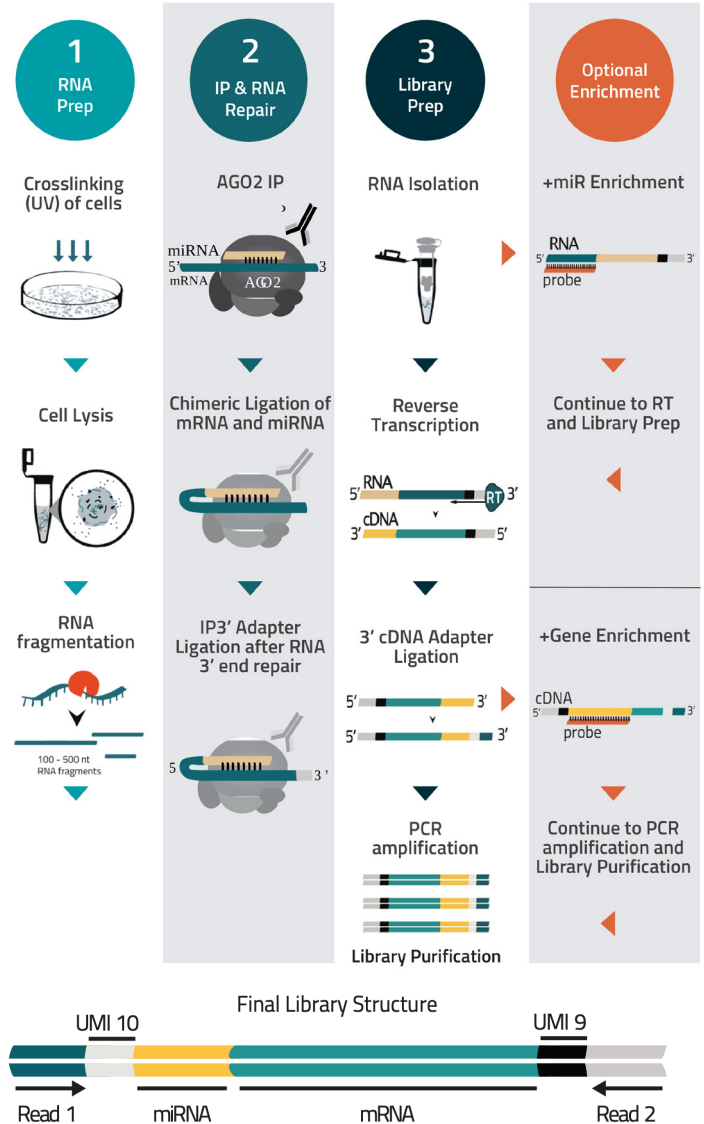 1
RNA
Prep
Crosslinking
(UV) of cells
Cell Lysis
RNA
fragmentation
100 - 500 nt
RNA fragments
2
IP & RNA
Repair
AGO2 IP
miRNA
5’
3
mRNA
AGO2
Chimeric Ligation of
mRNA and miRNA
IP3’ Adapter
Ligation after RNA
3’ end repair
5
3 ’
3
Library
Prep
RNA Isolation
Reverse
Transcription
RNA
5’
RT
3’
cDNA
3’
5’
3’ cDNA Adapter
Ligation
5’
3’
5’
3’
PCR
amplification
Library Purification
Optional
Enrichment
+miR Enrichment
RNA
5’
3’
probe
Continue to RT
and Library Prep
+Gene Enrichment
cDNA
5’
3’
probe
Continue to PCR
amplification and
Library Purification
Final Library Structure
UMI 10
UMI 9
Read 1
miRNA
mRNA
Read 2